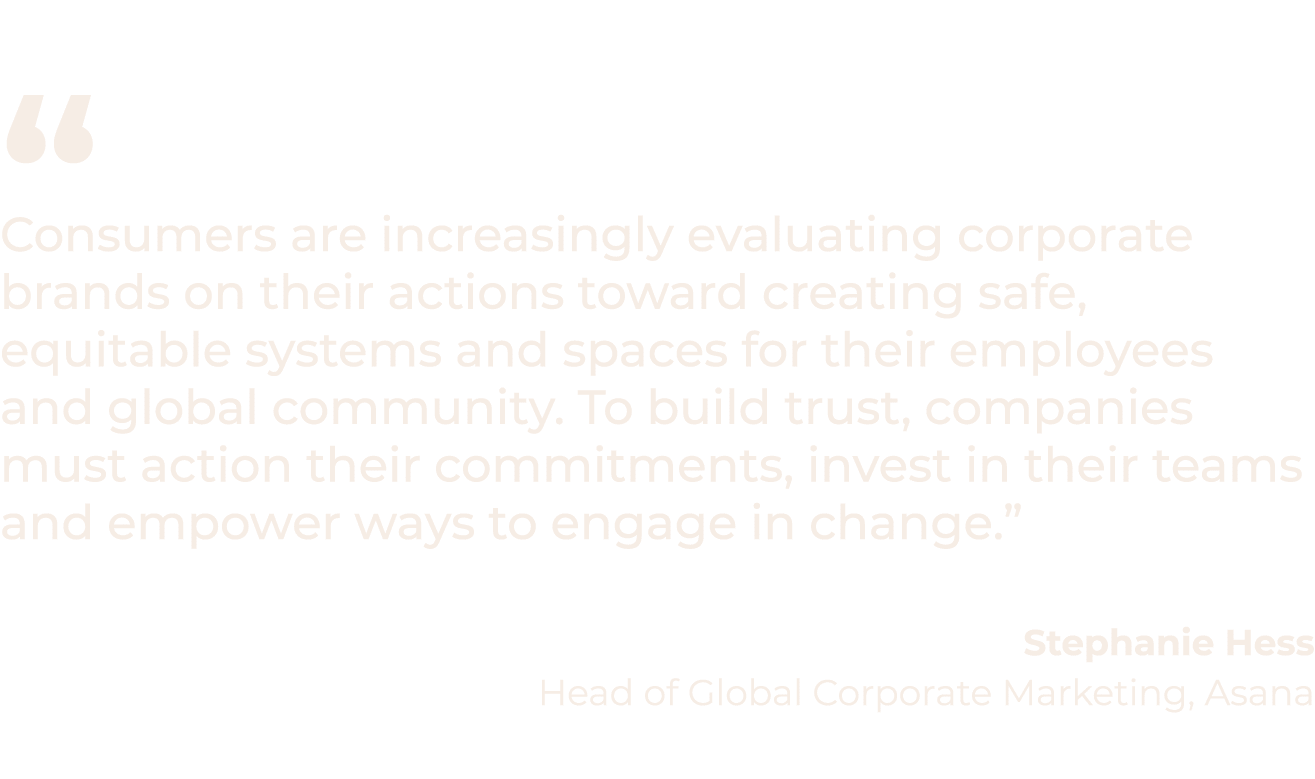 “
Consumers are increasingly evaluating corporate
brands on their actions toward creating safe,
equitable systems and spaces for their employees
and global community. To build trust, companies
must action their commitments, invest in their teams
and empower ways to engage in change.”
Stephanie Hess
Head of Global Corporate Marketing, Asana